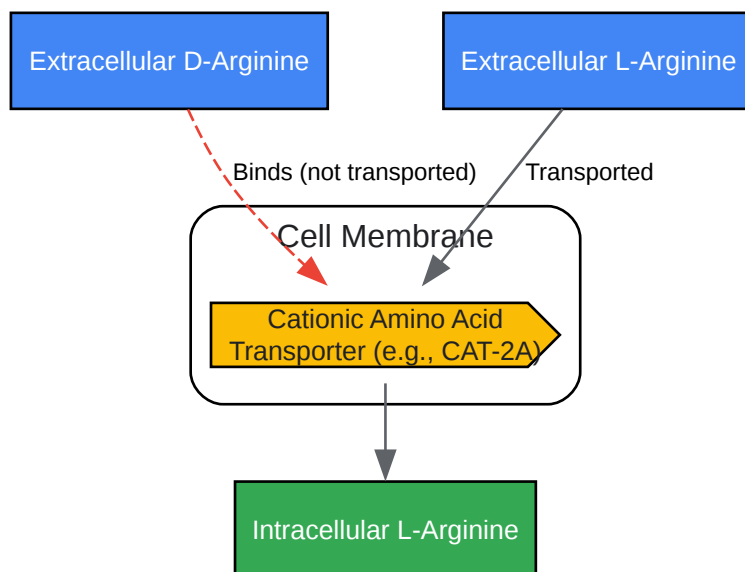 Extracellular D-Arginine
Extracellular L-Arginine
Binds (not transported)
Transported
Cell Membrane
Cationic Amino Acid
Transporter (e.g., CAT-2A)
Intracellular L-Arginine